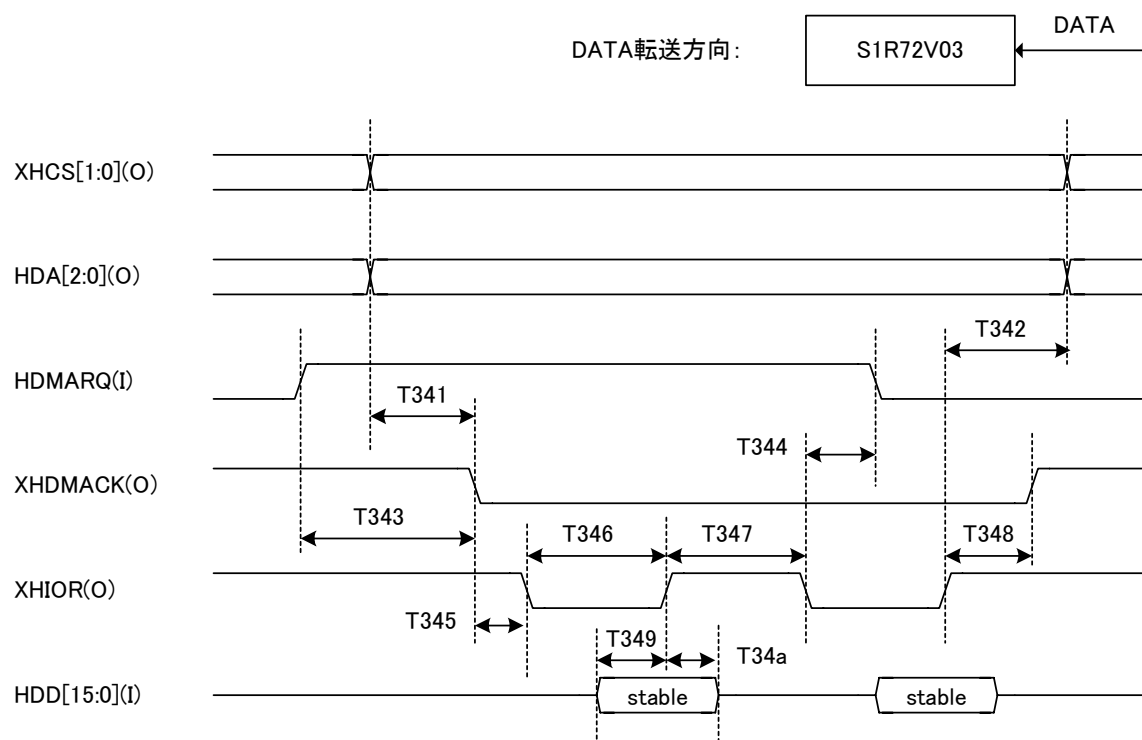 DATA
DATA転送方向:
S1R72V03
XHCS[1:0](O)
HDA[2:0](O)
T342
HDMARQ(I)
T341
T344
XHDMACK(O)
T343
T346
T347
T348
XHIOR(O)
T345
T349
T34a
HDD[15:0](I)
stable
stable